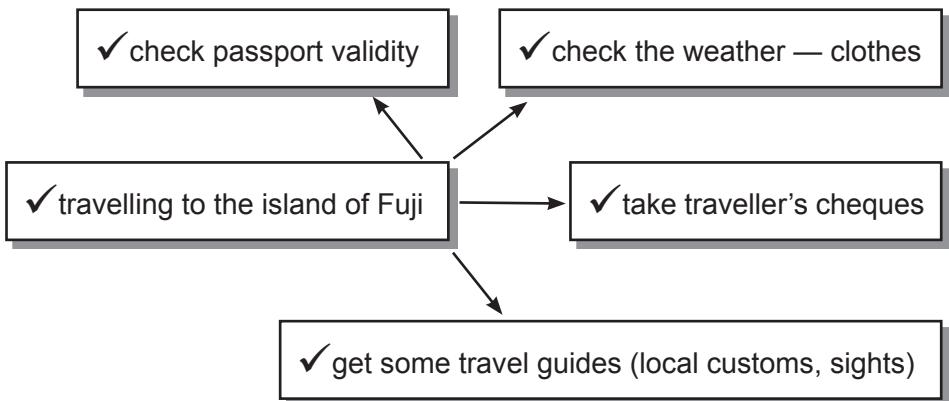 ✓ check passport validity
✓ check the weather — clothes
✓ travelling to the island of Fuji
✓ take traveller's cheques
✓ get some travel guides (local customs, sights)